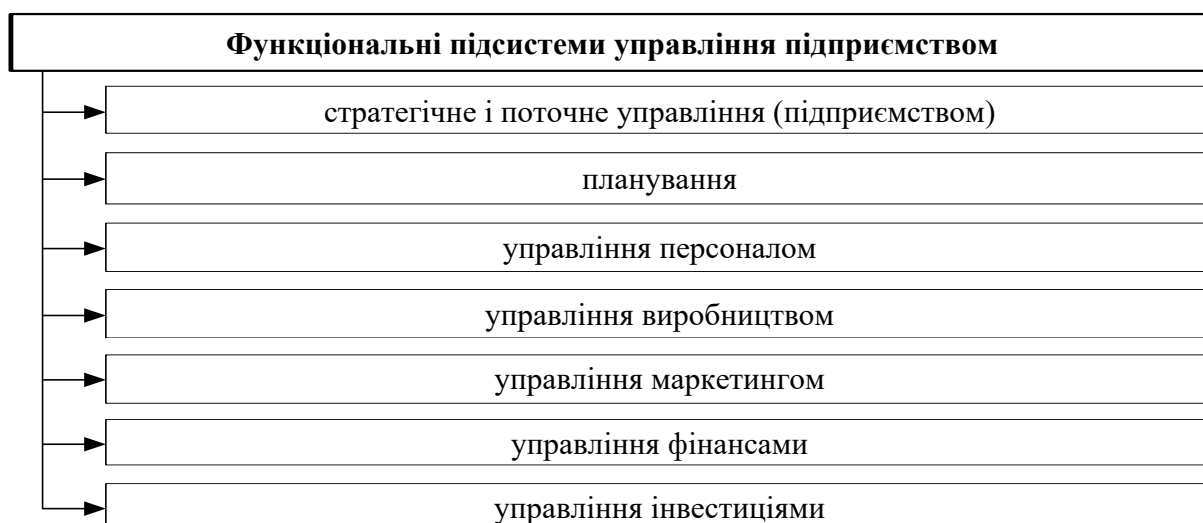 Функціональні підсистеми управління підприємством
стратегічне і поточне управління (підприємством)
планування
управління персоналом
управління виробництвом
управління маркетингом
управління фінансами
управління інвестиціями